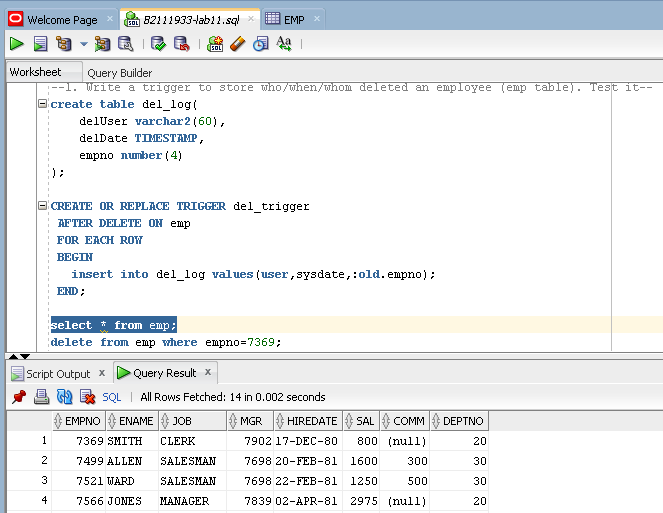 Welcome Page
B2111933-lab11.sql
EMP
Aa
Worksheet
Query Builder
--1. Write a trigger to store who/when/whom deleted an employee (emp table). Test it--
create table del_log(
delUser varchar2(60),
delDate TIMESTAMP,
empno number(4)
);
CREATE OR REPLACE TRIGGER del_trigger
AFTER DELETE ON emp
FOR EACH ROW
BEGIN
insert into del_log values(user,sysdate,:old.empno);
END;
select * from emp;
delete from emp where empno=7369;
Script Output
Query Result
SQL | All Rows Fetched: 14 in 0.002 seconds
EMPNO ENAME JOB MGR HIREDATE SAL COMM DEPTNO
1 7369 SMITH CLERK 7902 17-DEC-80 800 (null) 20
2 7499 ALLEN SALESMAN 7698 20-FEB-81 1600 300 30
3 7521 WARD SALESMAN 7698 22-FEB-81 1250 500 30
4 7566 JONES MANAGER 7839 02-APR-81 2975 (null) 20